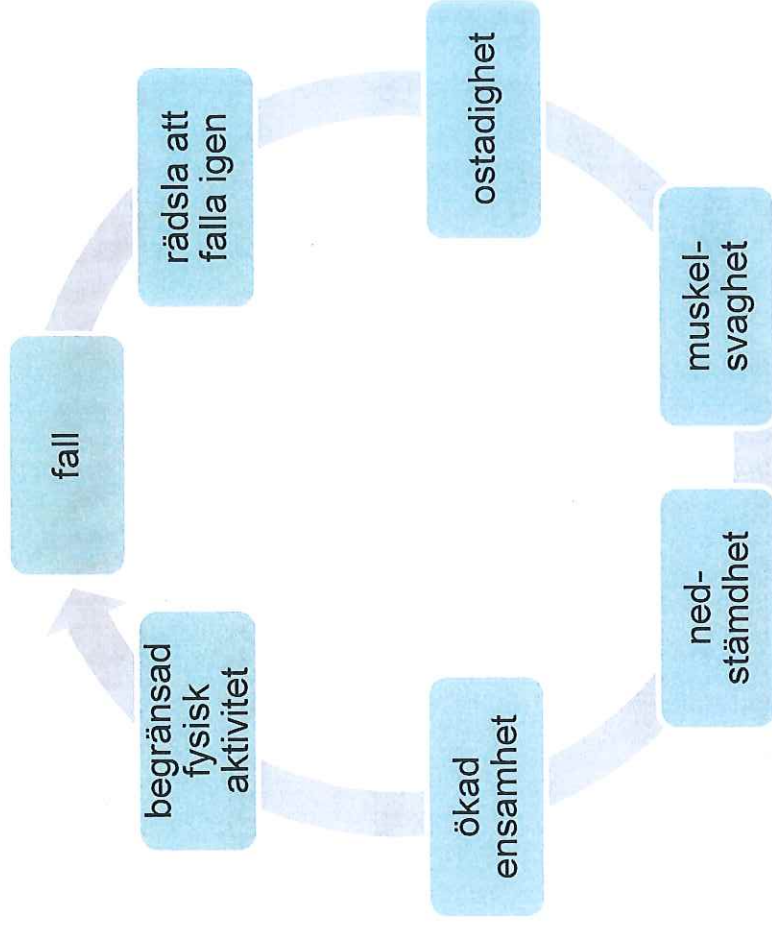 fall
rädsla att
falla igen
ostadighet
muskel-
svaghet
ned-
stämdhet
ökad
ensamhet
begränsad
fysisk
aktivitet